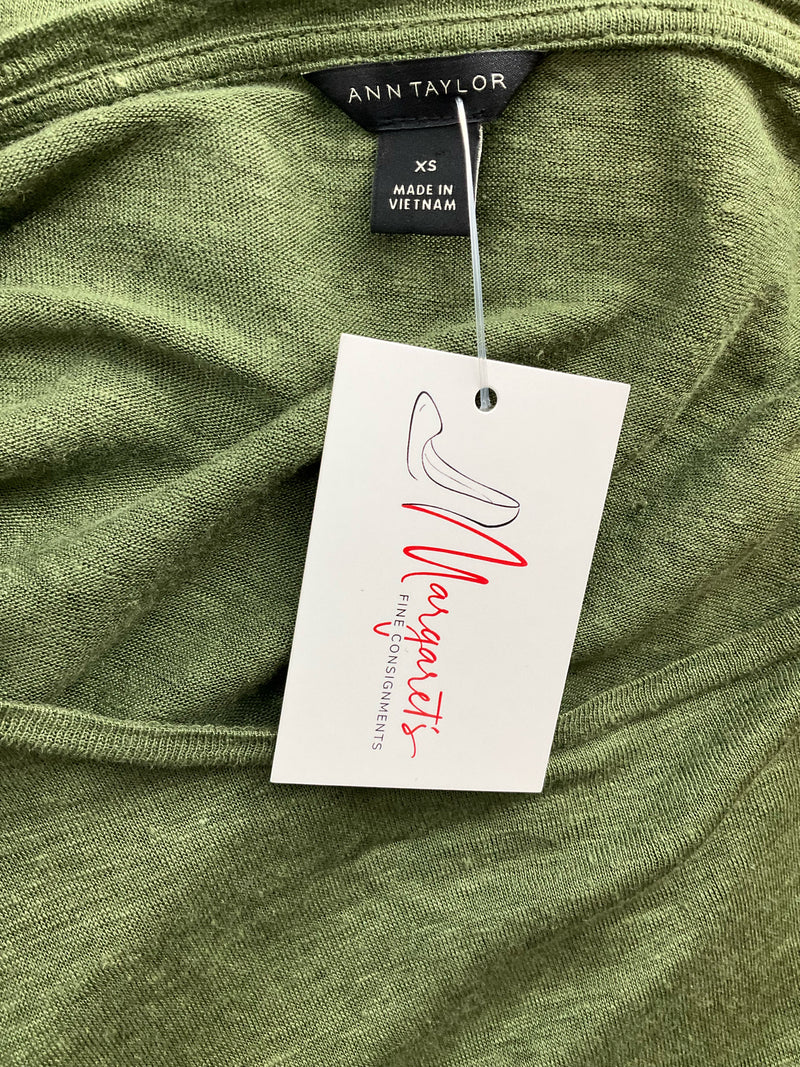 ANN TAYLOR
XS
MADE IN
VIETNAM
Margaret's
FINE CONSIGNMENTS